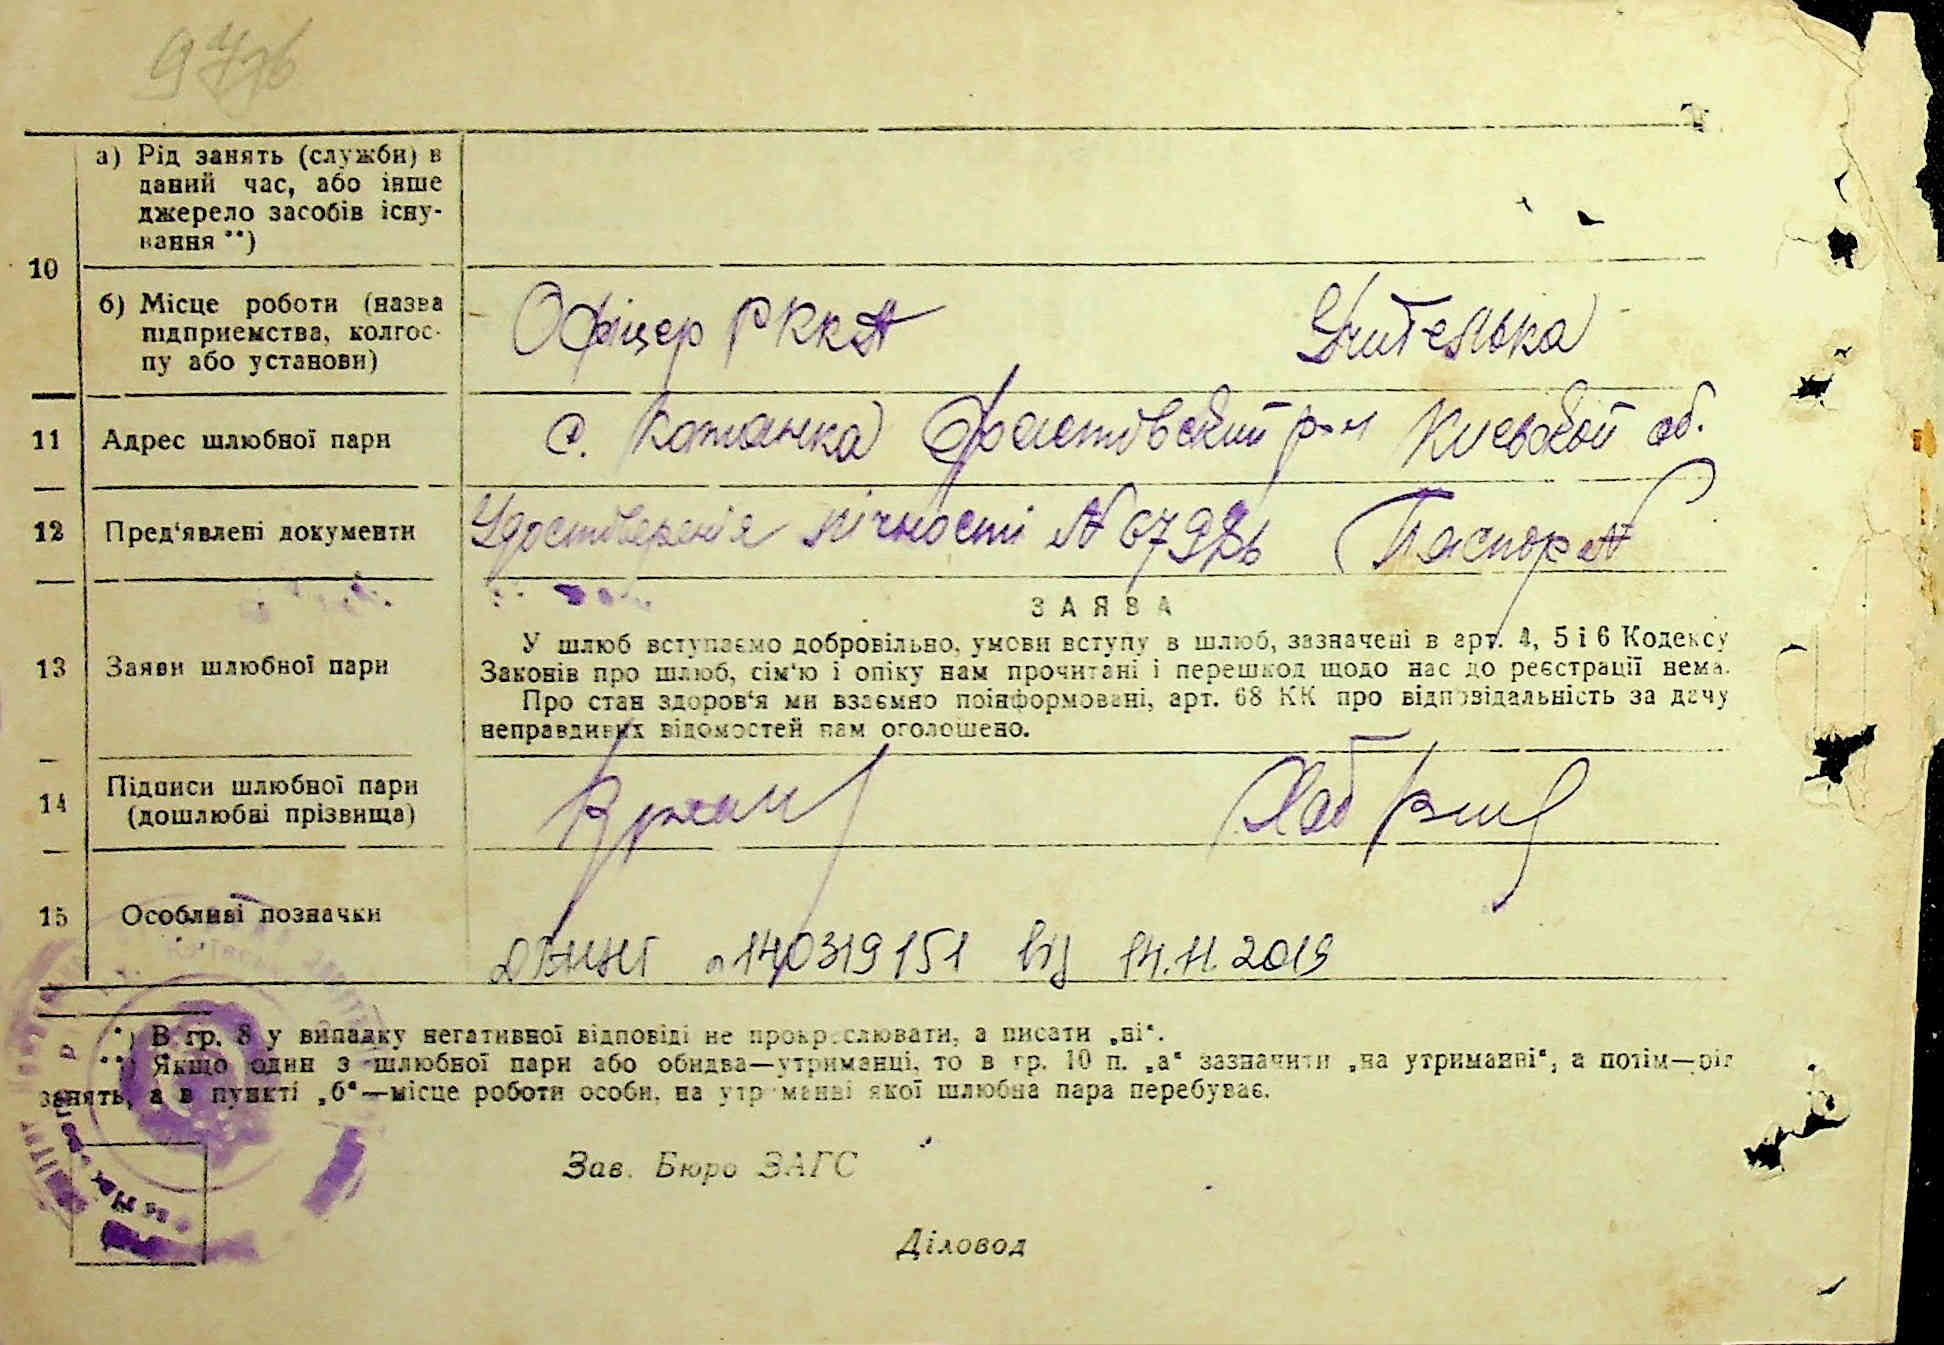 а) Рід занять (служби) в
даний час, або інше
джерело засобів існу-
вання **)
10
б) Місце роботи (назва
підприємства, колгос-
пу або установи)
Офіцер РККА Учителька
11 Адрес шлюбної пари
с. Кожанка Фастовский р-н Киевской об.
12 Пред'явлені документи
Удостоверенія лічності № Паспорт
13 Заяви шлюбної пари
ЗАЯВА
У шлюб вступаємо добровільно, умови вступу в шлюб, зазначені в арт. 4, 5 і 6 Кодексу
Законів про шлюб, сім'ю і опіку нам прочитані і перешкод щодо нас до реєстрації нема.
Про стан здоров'я ми взаємно поінформовані, арт. 68 КК про відповідальність за дачу
неправдивих відомостей нам оголошено.
14 Підписи шлюбної пари
(дошлюбні прізвища)
15 Особливі позначки
140319151 від 14.11.2019
*) В гр. 8 у випадку негативної відповіді не прокреслювати, а писати „ні“.
**) Якщо один з шлюбної пари або обидва—утриманці, то в гр. 10 п. „а“ зазначити „на утриманні“, а потім—рід
занять, а в пункті „б“—місце роботи особи, на утриманні якої шлюбна пара перебуває.
Зав. Бюро ЗАГС
Діловод